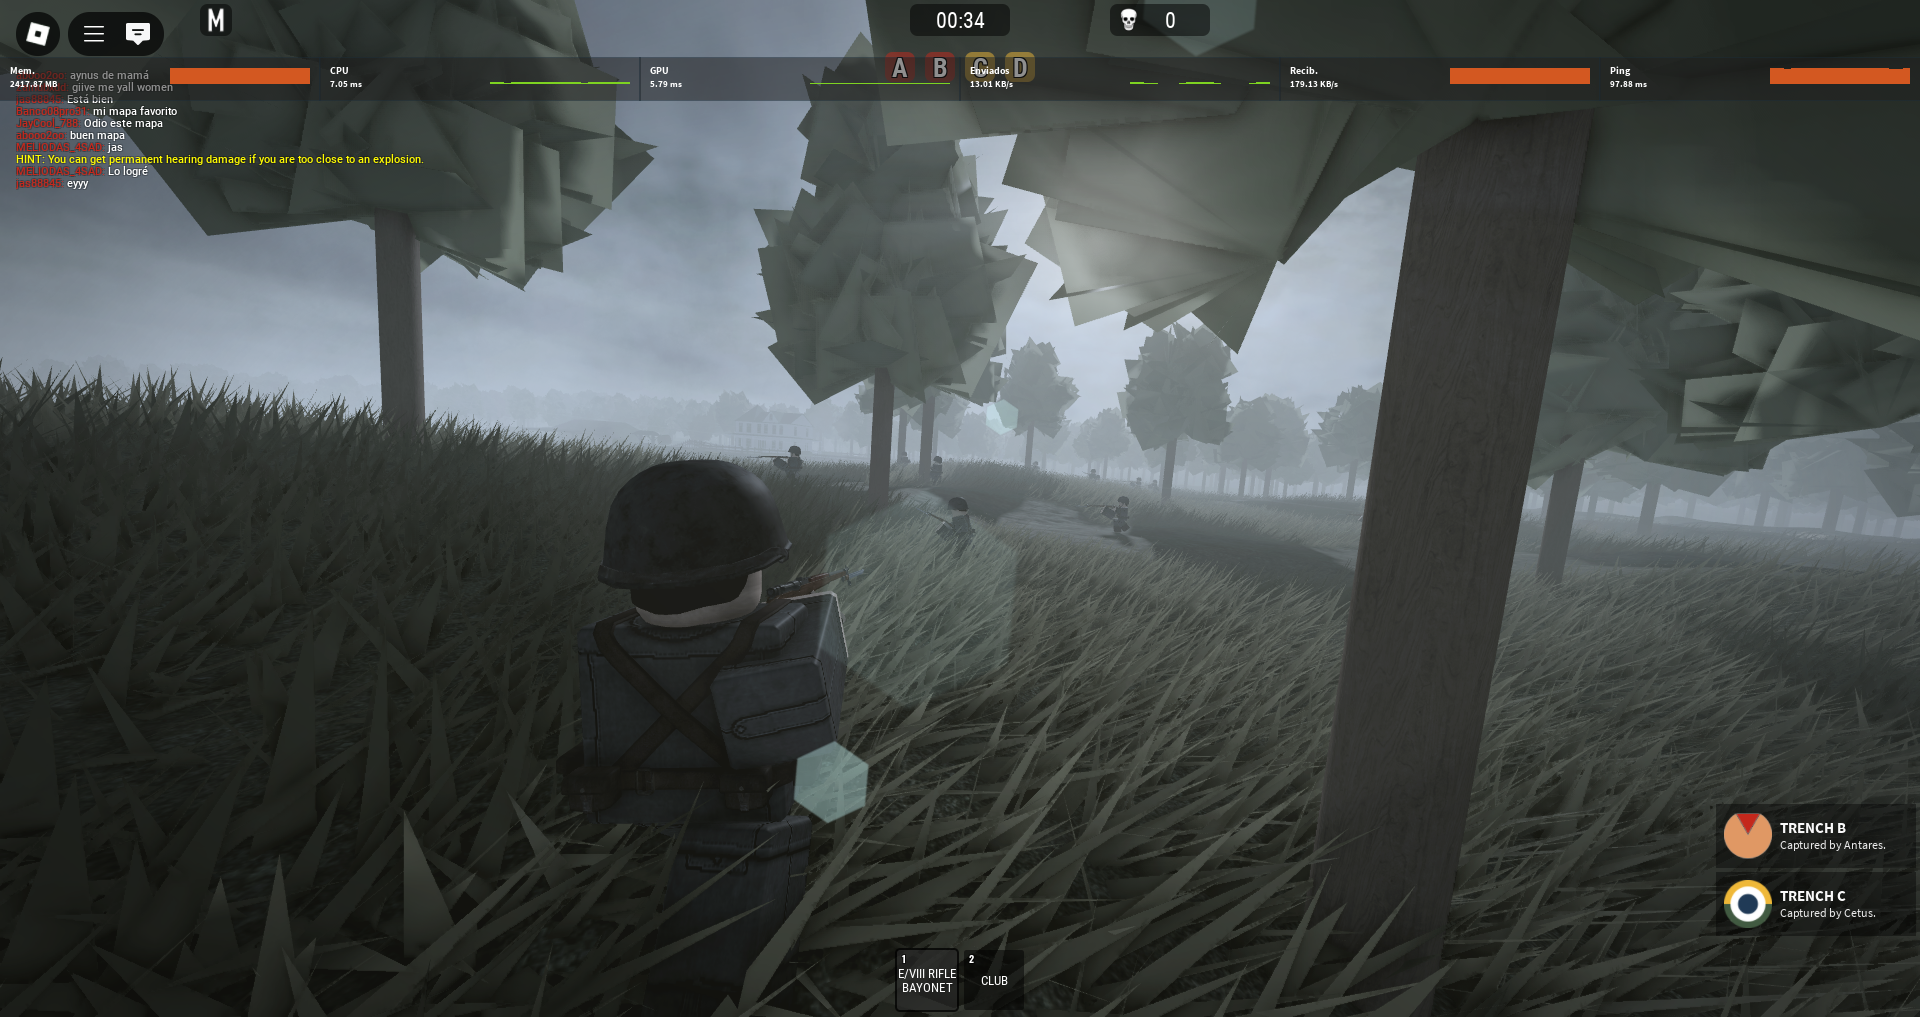 M
00:34
0
A B C D
Mem.
2417.87 MB
CPU
7.05 ms
GPU
5.79 ms
Enviados
13.01 KB/s
Recib.
179.13 KB/s
Ping
97.88 ms
aynus de mamá
giive me yall women
Está bien
mi mapa favorito
Odio este mapa
buen mapa
jas
HINT: You can get permanent hearing damage if you are too close to an explosion.
Lo logré
eyyy
TRENCH B
Captured by Antares.
TRENCH C
Captured by Cetus.
1
E/VIII RIFLE
BAYONET
2
CLUB